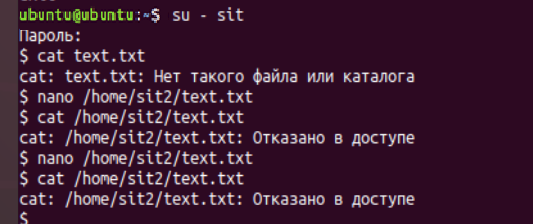 ubuntu@ubuntu:~$ su - sit
Пароль:
$ cat text.txt
cat: text.txt: Нет такого файла или каталога
$ nano /home/sit2/text.txt
$ cat /home/sit2/text.txt
cat: /home/sit2/text.txt: Отказано в доступе
$ nano /home/sit2/text.txt
$ cat /home/sit2/text.txt
cat: /home/sit2/text.txt: Отказано в доступе
$